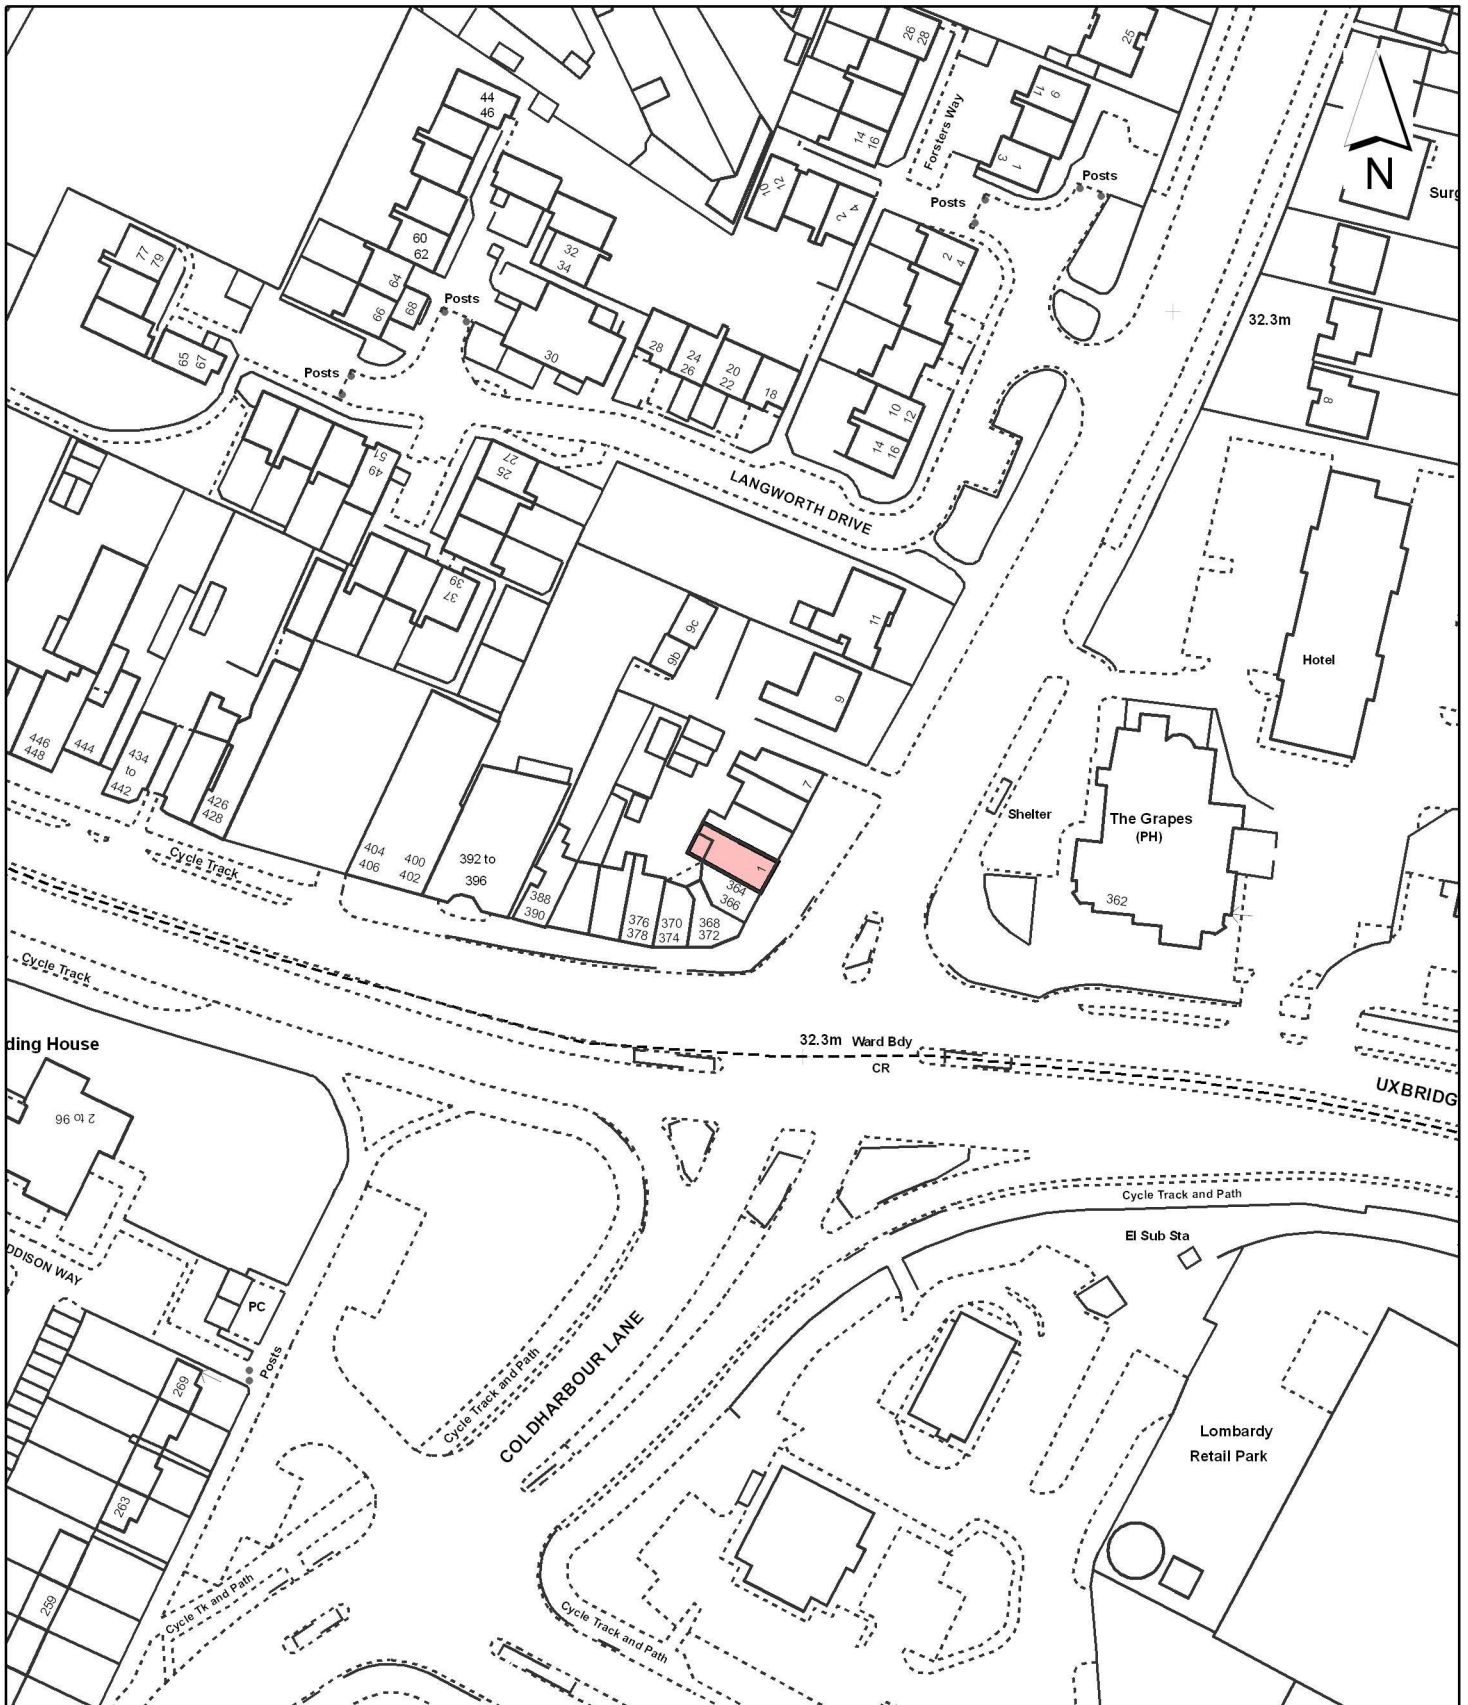 26
28
25
9
11
Forsters Way
44
46
14
16
3
1
N
Posts
Surg
10
12
2
4
Posts
77
79
60
62
32
34
2
4
64
66
68
Posts
32.3m
65
67
30
28
24
26
20
22
18
Posts
8
10
12
51
49
14
16
27
25
LANGWORTH DRIVE
39
37
9c
11
9b
Hotel
9
446
448
444
434
to
442
7
426
428
Shelter
The Grapes
(PH)
Cycle Track
404
406
400
402
392 to
396
1
364
366
362
388
390
376
378
370
374
368
372
Cycle Track
ding House
32.3m Ward Bdy
CR
UXBRIDG
2 to 96
Cycle Track and Path
El Sub Sta
DDISON WAY
PC
Posts
269
Cycle Track and Path
COLDHARBOUR LANE
Lombardy
Retail Park
263
259
Cycle Tk and Path
Cycle Track and Path